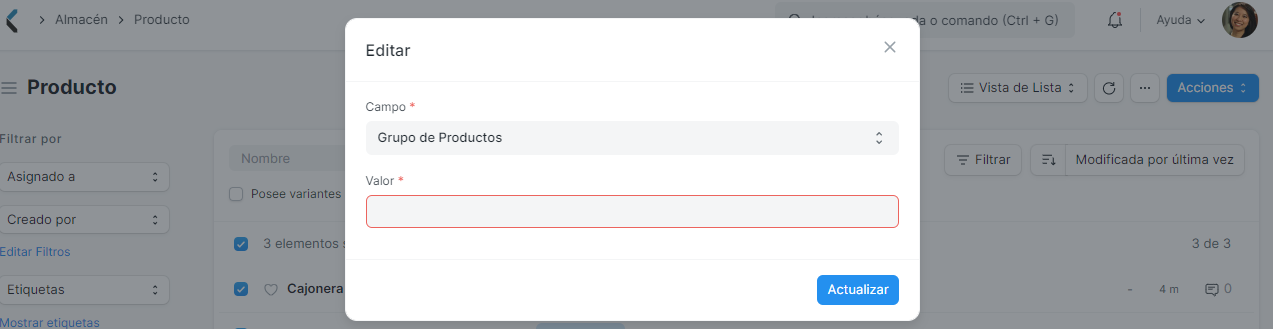 Almacén
Producto
o comando (Ctrl + G)
Ayuda
Editar
Producto
Vista de Lista
...
Acciones
Campo *
Grupo de Productos
Filtrar por
Nombre
Filtrar
Modificada por última vez
Asignado a
Valor *
Posee variantes
Creado por
3 elementos
3 de 3
Editar Filtros
Etiquetas
Cajonera
Actualizar
- 4 m 0
Mostrar etiquetas